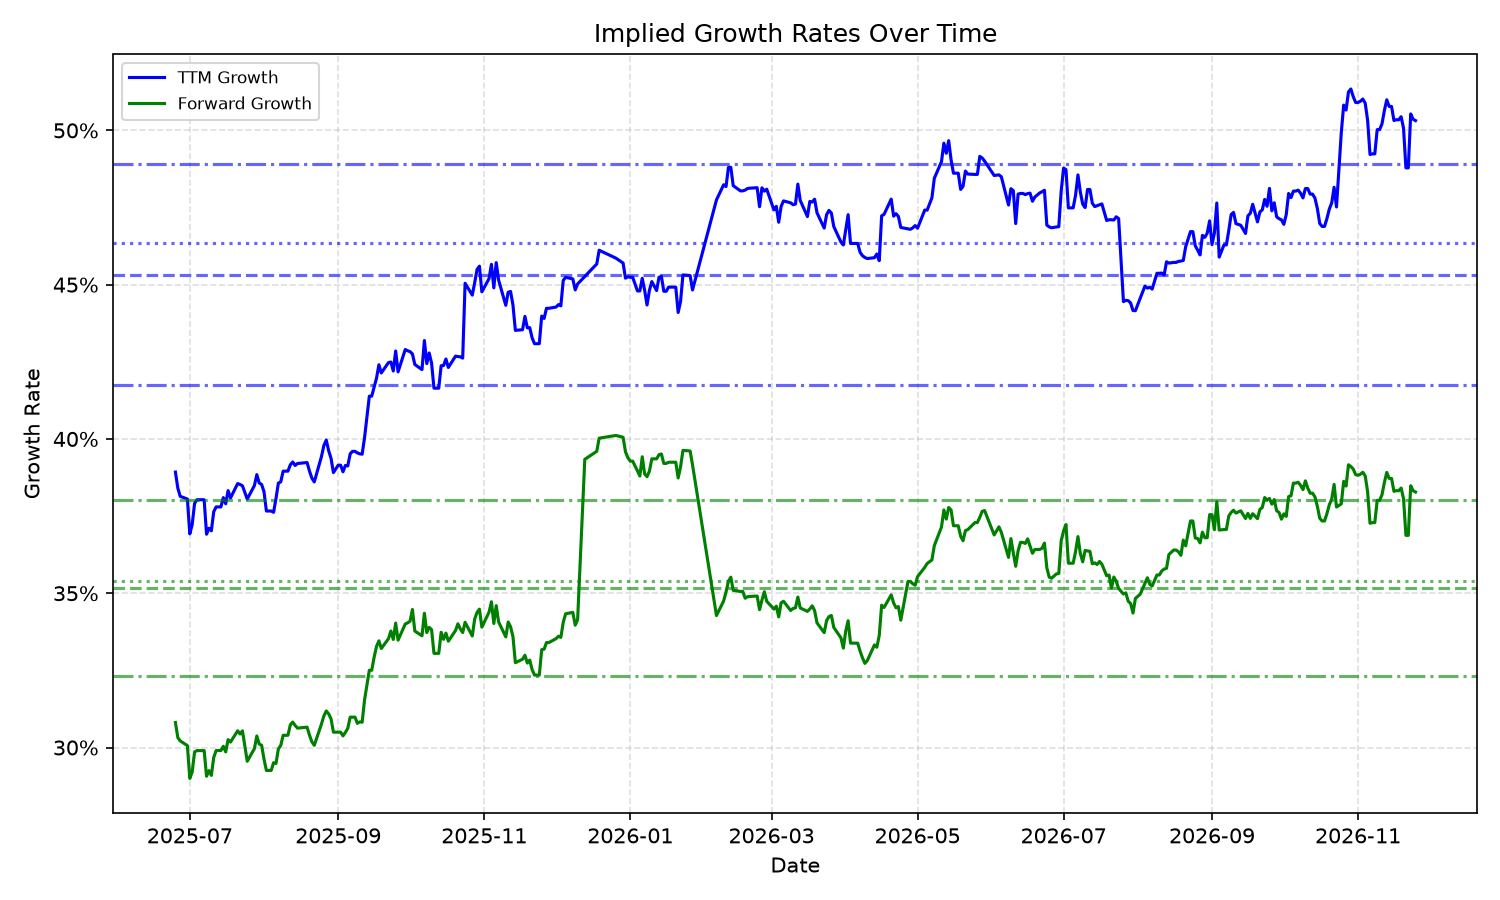 Implied Growth Rates Over Time
TTM Growth
Forward Growth
50%
45%
40%
35%
30%
Growth Rate
2025-07
2025-09
2025-11
2026-01
2026-03
2026-05
2026-07
2026-09
2026-11
Date